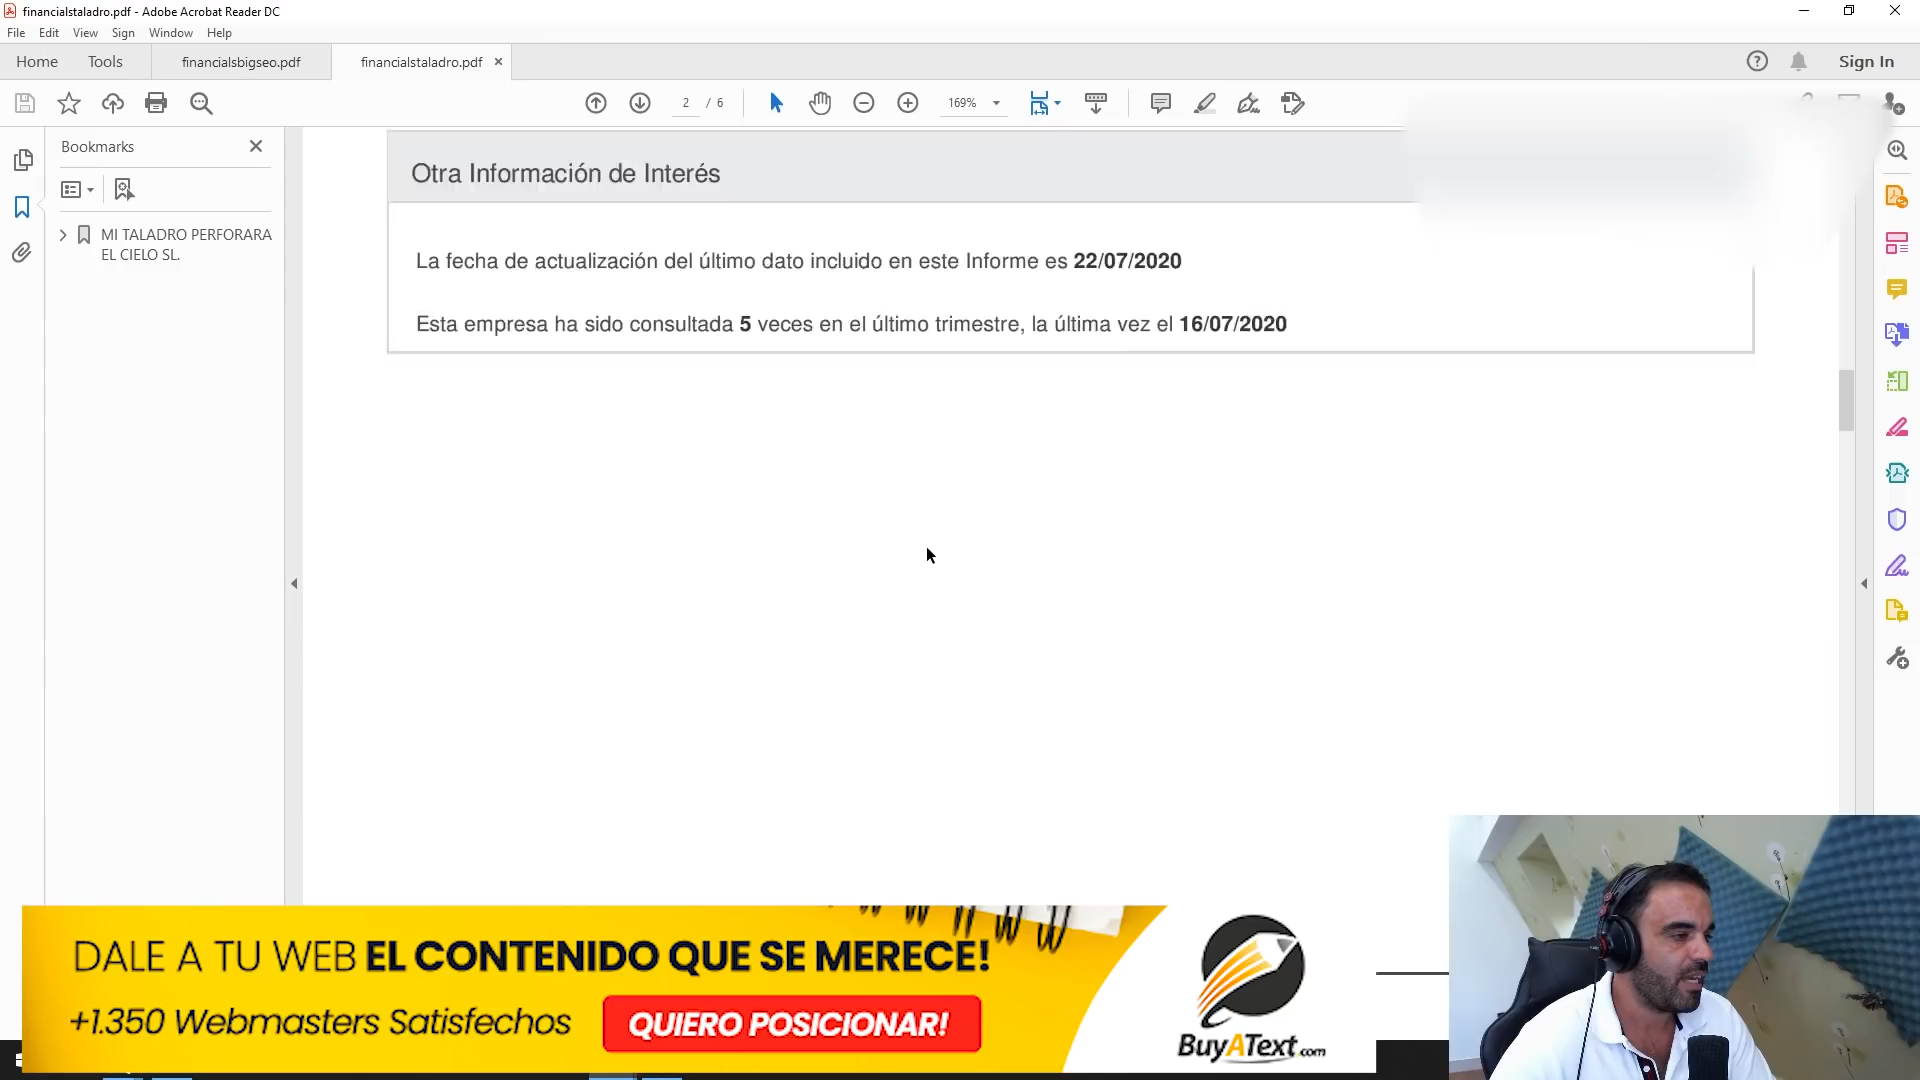 financialstaladro.pdf - Adobe Acrobat Reader DC
File Edit View Sign Window Help
Home Tools financialsbigseo.pdf financialstaladro.pdf Sign In
2 / 6 169%
Bookmarks
MI TALADRO PERFORARA
EL CIELO SL.
Otra Información de Interés
La fecha de actualización del último dato incluido en este Informe es 22/07/2020
Esta empresa ha sido consultada 5 veces en el último trimestre, la última vez el 16/07/2020
DALE A TU WEB EL CONTENIDO QUE SE MERECE!
+1.350 Webmasters Satisfechos
QUIERO POSICIONAR!
BuyAText.com